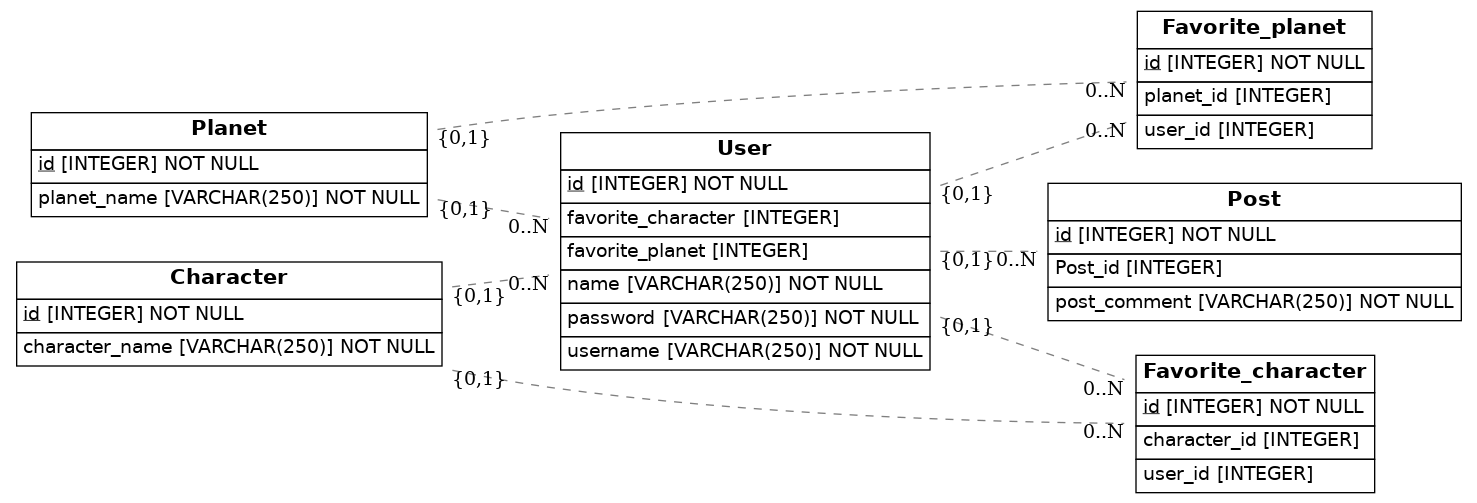 Favorite_planet
id [INTEGER] NOT NULL
planet_id [INTEGER]
user_id [INTEGER]
0..N
0..N
Planet
id [INTEGER] NOT NULL
planet_name [VARCHAR(250)] NOT NULL
{0,1}
{0,1}
0..N
User
id [INTEGER] NOT NULL
favorite_character [INTEGER]
favorite_planet [INTEGER]
name [VARCHAR(250)] NOT NULL
password [VARCHAR(250)] NOT NULL
username [VARCHAR(250)] NOT NULL
{0,1}
{0,1}
0..N
{0,1}
Post
id [INTEGER] NOT NULL
Post_id [INTEGER]
post_comment [VARCHAR(250)] NOT NULL
Character
id [INTEGER] NOT NULL
character_name [VARCHAR(250)] NOT NULL
{0,1}
0..N
{0,1}
Favorite_character
id [INTEGER] NOT NULL
character_id [INTEGER]
user_id [INTEGER]
0..N
0..N